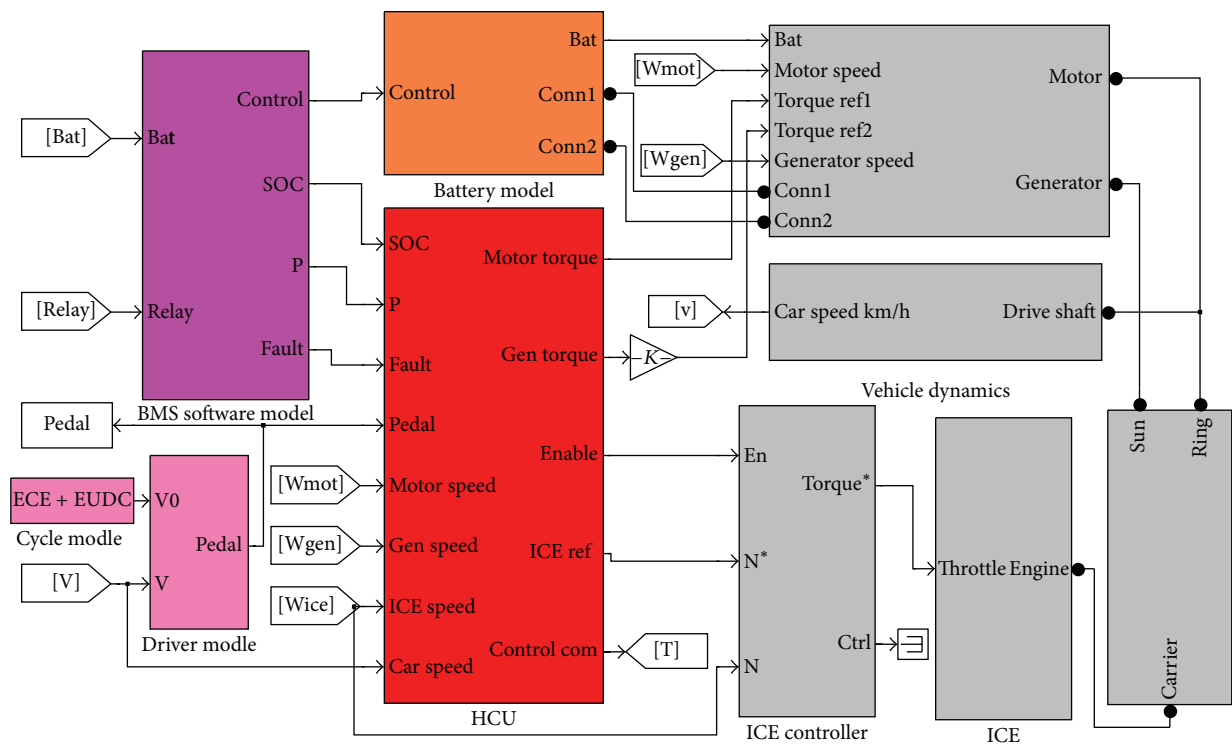 [Bat]
[Relay]
Control
Bat
SOC
P
Relay
Fault
BMS software model
Pedal
ECE + EUDC
Cycle modle
[V]
V0
Pedal
V
Driver modle
Bat
Control
Conn1
Conn2
Battery model
SOC
P
Fault
Pedal
Motor speed
Gen speed
ICE speed
Car speed
Motor torque
Gen torque
Enable
ICE ref
Control com
HCU
[Wmot]
[Wgen]
[Wice]
[T]
–K–
[Wmot]
[Wgen]
[v]
Bat
Motor speed
Torque ref1
Torque ref2
Generator speed
Conn1
Conn2
Motor
Generator
Car speed km/h
Drive shaft
Vehicle dynamics
En
Torque*
N*
Ctrl
N
ICE controller
Throttle Engine
ICE
Sun
Ring
Carrier